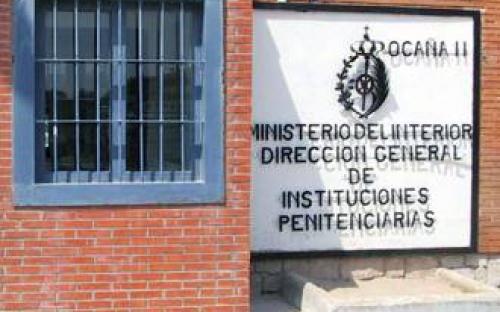 OCAÑA II
MINISTERIO DEL INTERIOR
DIRECCION GENERAL
DE
INSTITUCIONES
PENITENCIARIAS